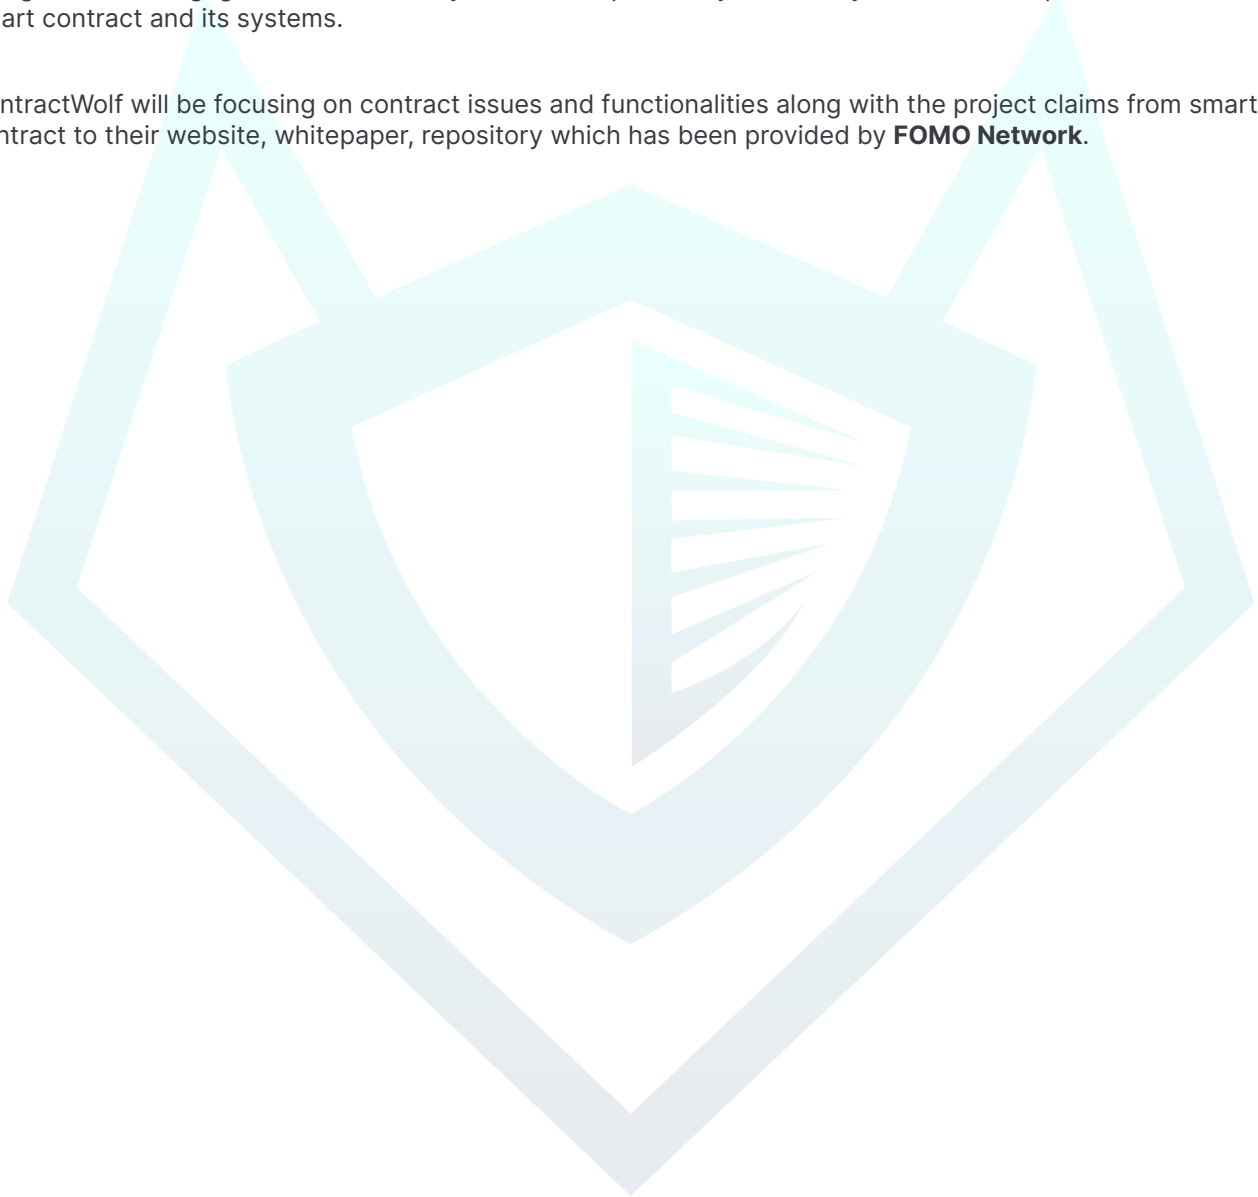 art contract and its systems.
ntractWolf will be focusing on contract issues and functionalities along with the project claims from smart
ntract to their website, whitepaper, repository which has been provided by FOMO Network.